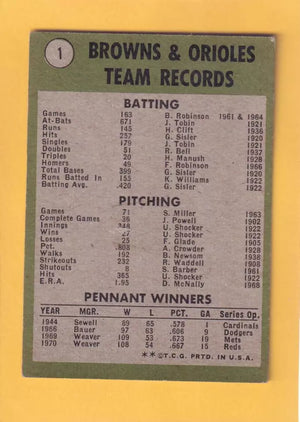 1
BROWNS & ORIOLES
TEAM RECORDS
BATTING
Games 163 B. Robinson 1961 & 1964
At-Bats 671 J. Tobin 1921
Runs 145 H. Clift 1936
Hits 257 G. Sisler 1920
Singles 179 J. Tobin 1921
Doubles 51 R. Bell 1937
Triples 20 H. Manush 1928
Homers 49 F. Robinson 1966
Total Bases 399 G. Sisler 1920
Runs Batted In 155 K. Williams 1922
Batting Avg. .420 G. Sisler 1922
PITCHING
Games 71 S. Miller 1963
Complete Games 36 J. Powell 1902
Innings U. Shocker 1922
Wins 27 U. Shocker 1921
Losses 25 F. Glade 1905
Pct. .808 A. Crowder 1928
Walks 192 B. Newsom 1938
Strikeouts 232 R. Waddell 1908
Shutouts 8 S. Barber 1961
Hits 365 U. Shocker 1922
E.R.A. 1.95 D. McNally 1968
PENNANT WINNERS
YEAR MGR. W L PCT. GA Series Op.
1944 Sewell 89 65 .578 1 Cardinals
1966 Bauer 97 63 .606 9 Dodgers
1969 Weaver 109 53 .673 19 Mets
1970 Weaver 108 54 .667 15 Reds
**©T.C.G. PRTD. IN U.S.A.